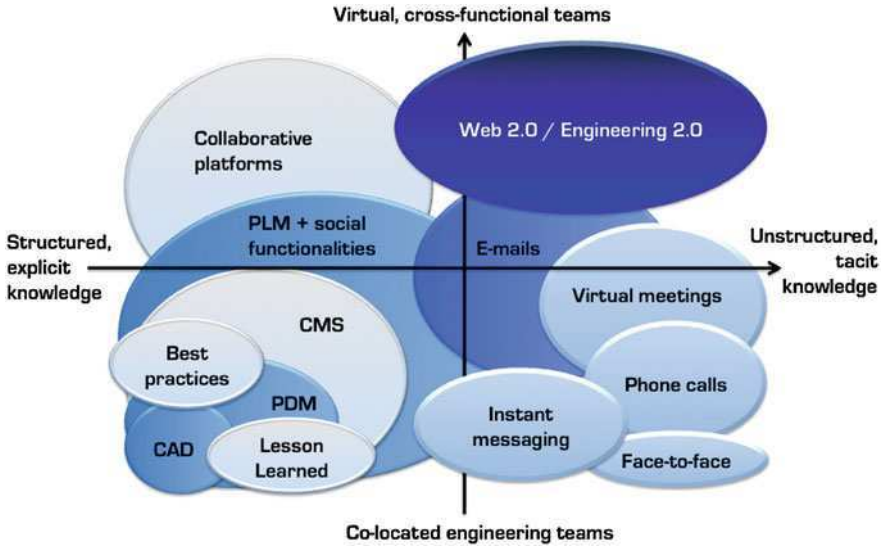 Virtual, cross-functional teams
Web 2.0 / Engineering 2.0
Collaborative
platforms
PLM + social
functionalities
E-mails
Structured,
explicit
knowledge
Unstructured,
tacit
knowledge
Virtual meetings
CMS
Best
practices
Phone calls
PDM
Instant
messaging
CAD
Lesson
Learned
Face-to-face
Co-located engineering teams